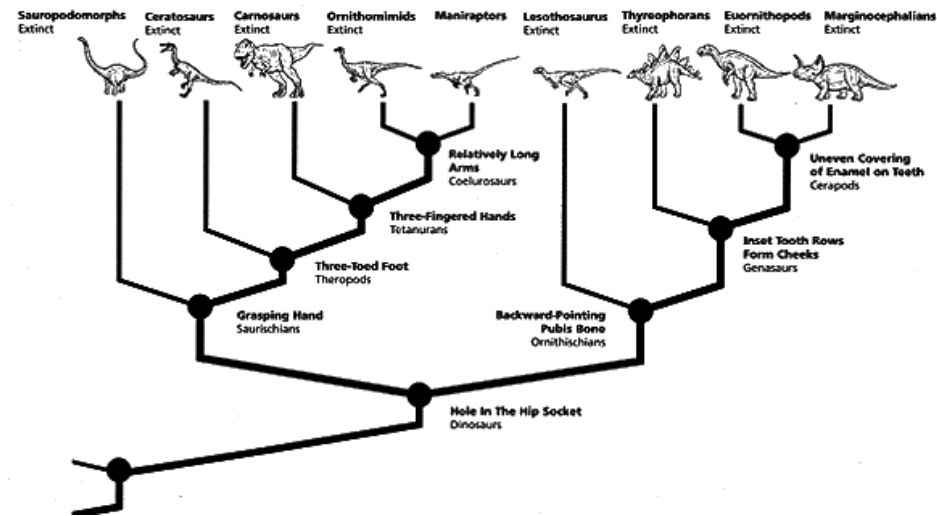 Sauropodomorphs
Extinct
Ceratosaurs
Extinct
Carnosaurs
Extinct
Ornithomimids
Extinct
Maniraptors
Lesothosaurus
Extinct
Thyreophorans
Extinct
Euornithopods
Extinct
Marginocephalians
Extinct
Relatively Long
Arms
Coelurosaurs
Uneven Covering
of Enamel on Teeth
Cerapods
Three-Fingered Hands
Tetanurans
Inset Tooth Rows
Form Cheeks
Genasaurs
Three-Toed Foot
Theropods
Grasping Hand
Saurischians
Backward-Pointing
Pubis Bone
Ornithischians
Hole In The Hip Socket
Dinosaurs